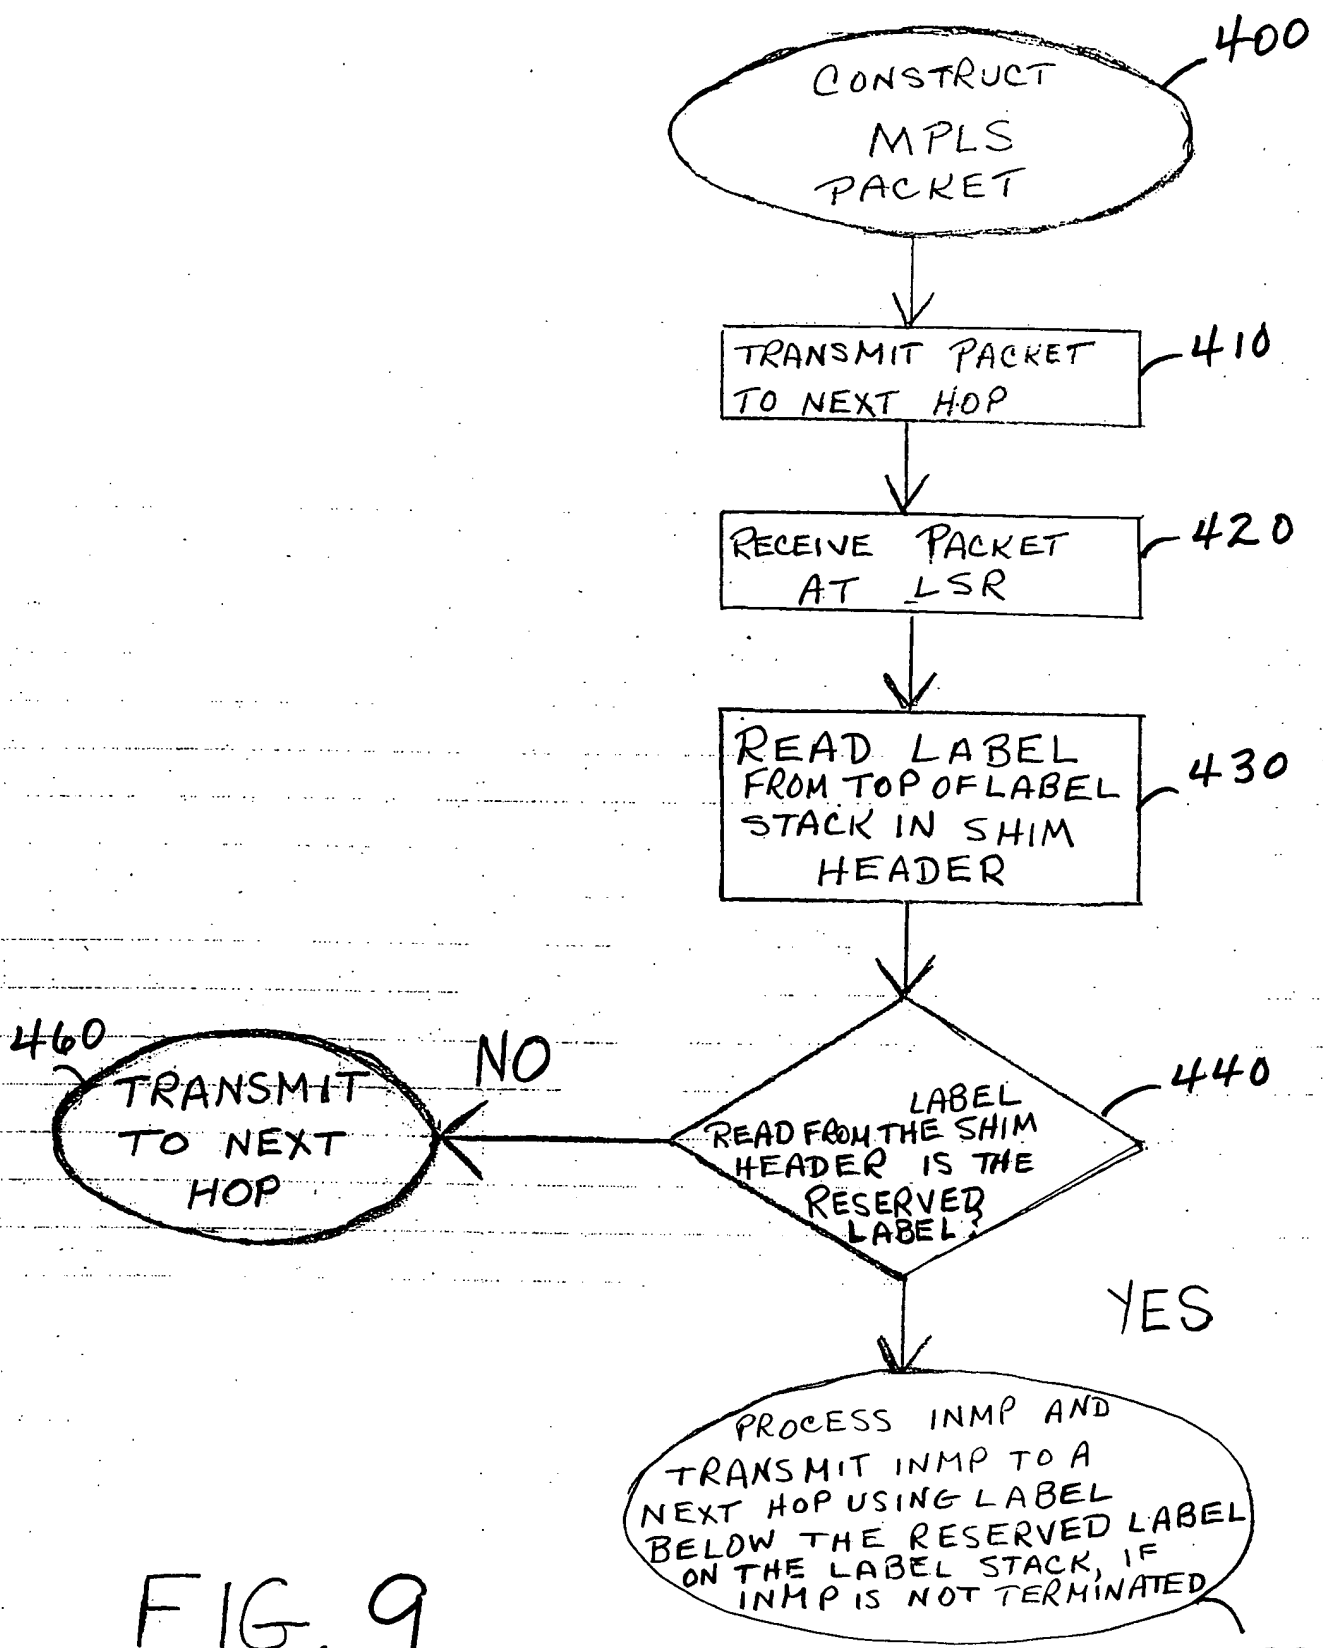 400
CONSTRUCT
MPLS
PACKET
410
TRANSMIT PACKET
TO NEXT HOP
420
RECEIVE PACKET
AT LSR
430
READ LABEL
FROM TOP OF LABEL
STACK IN SHIM
HEADER
440
LABEL
READ FROM THE SHIM
HEADER IS THE
RESERVED
LABEL?
NO
460
TRANSMIT
TO NEXT
HOP
YES
PROCESS INMP AND
TRANSMIT INMP TO A
NEXT HOP USING LABEL
BELOW THE RESERVED LABEL
ON THE LABEL STACK, IF
INMP IS NOT TERMINATED
FIG. 9